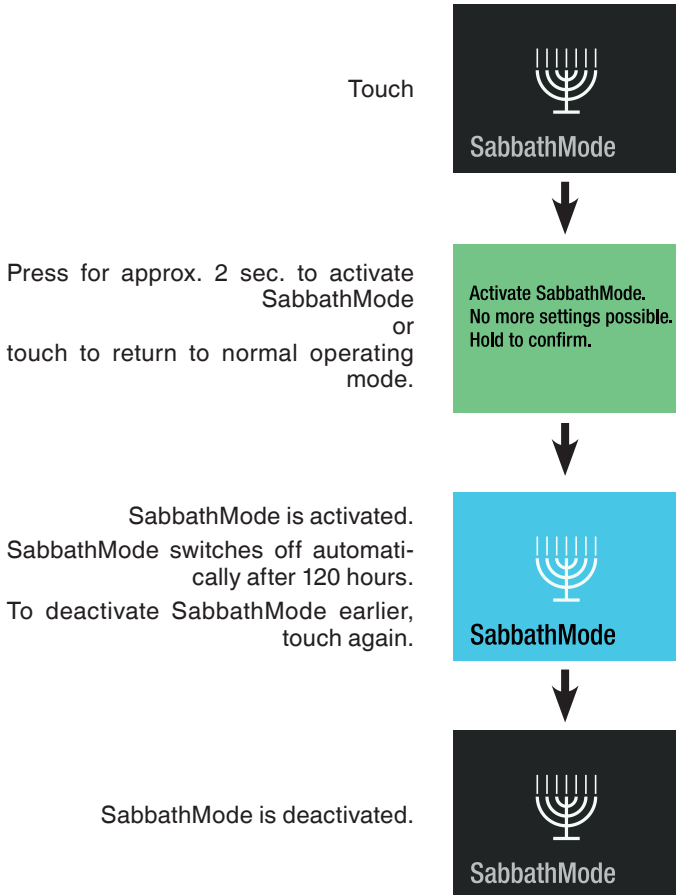 Touch
SabbathMode
Press for approx. 2 sec. to activate
SabbathMode
or
touch to return to normal operating
mode.
Activate SabbathMode.
No more settings possible.
Hold to confirm.
SabbathMode is activated.
SabbathMode switches off automati-
cally after 120 hours.
To deactivate SabbathMode earlier,
touch again.
SabbathMode
SabbathMode is deactivated.
SabbathMode